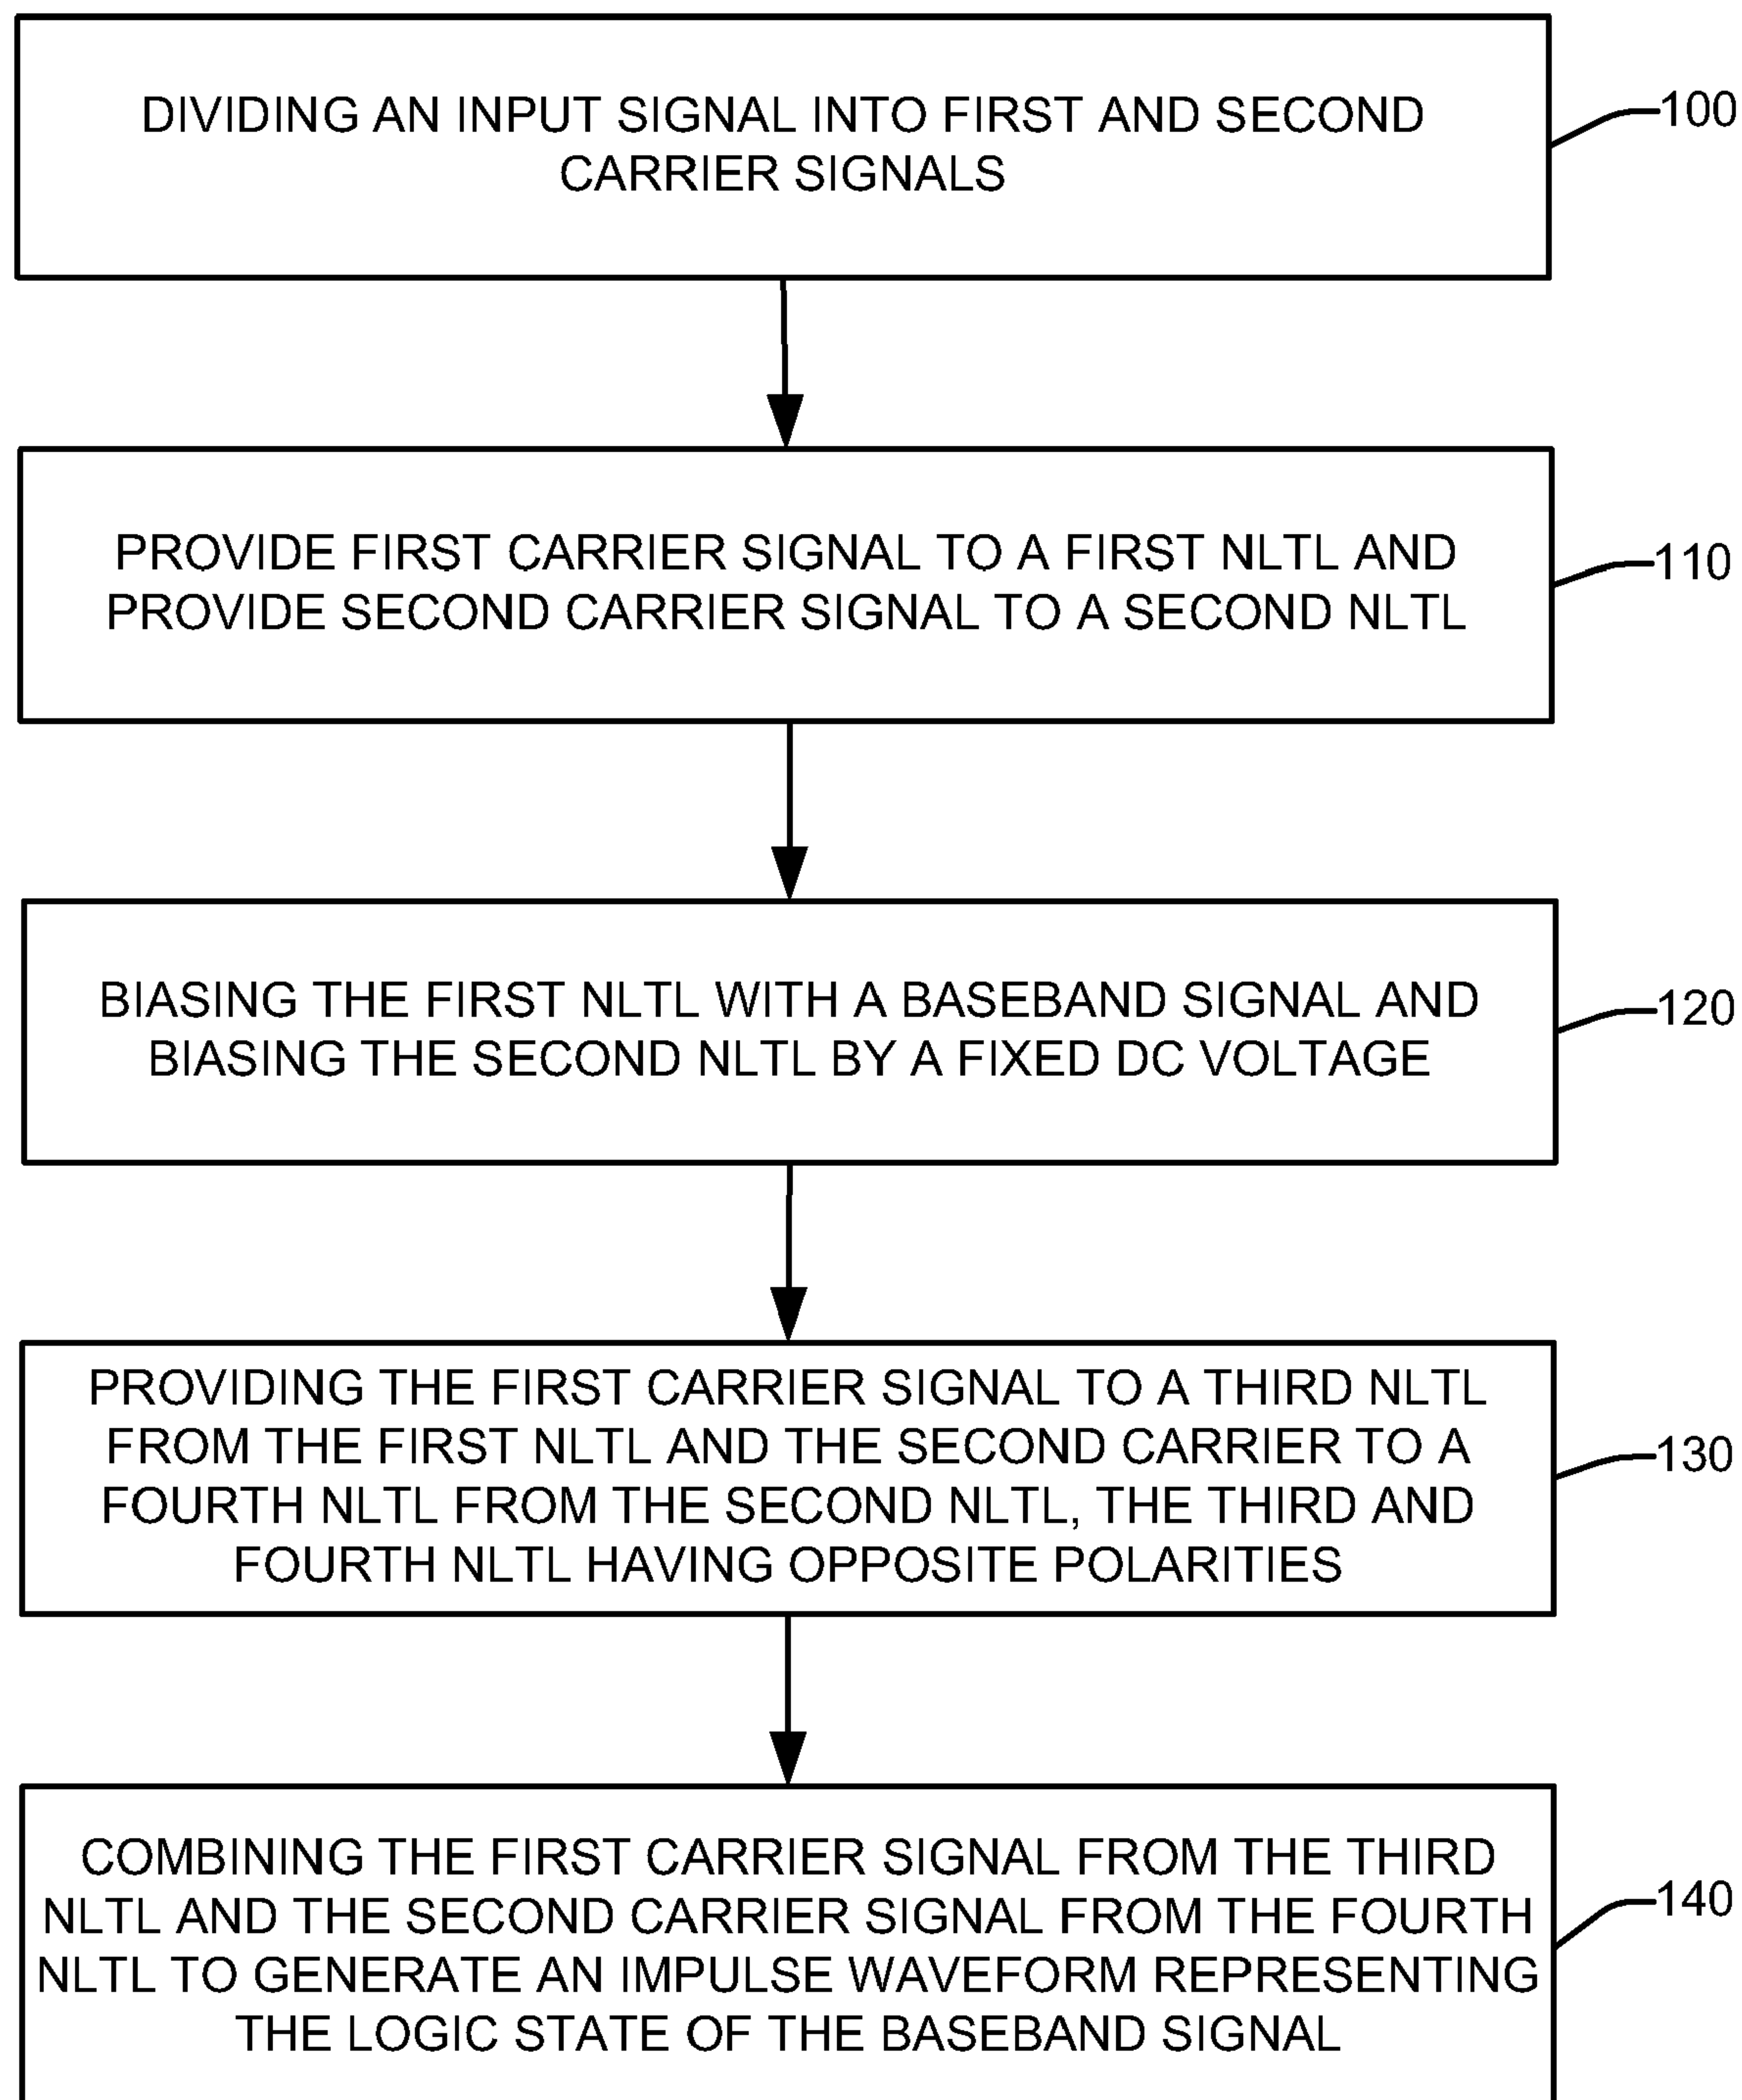 DIVIDING AN INPUT SIGNAL INTO FIRST AND SECOND
CARRIER SIGNALS
100
PROVIDE FIRST CARRIER SIGNAL TO A FIRST NLTL AND
PROVIDE SECOND CARRIER SIGNAL TO A SECOND NLTL
110
BIASING THE FIRST NLTL WITH A BASEBAND SIGNAL AND
BIASING THE SECOND NLTL BY A FIXED DC VOLTAGE
120
PROVIDING THE FIRST CARRIER SIGNAL TO A THIRD NLTL
FROM THE FIRST NLTL AND THE SECOND CARRIER TO A
FOURTH NLTL FROM THE SECOND NLTL, THE THIRD AND
FOURTH NLTL HAVING OPPOSITE POLARITIES
130
COMBINING THE FIRST CARRIER SIGNAL FROM THE THIRD
NLTL AND THE SECOND CARRIER SIGNAL FROM THE FOURTH
NLTL TO GENERATE AN IMPULSE WAVEFORM REPRESENTING
THE LOGIC STATE OF THE BASEBAND SIGNAL
140